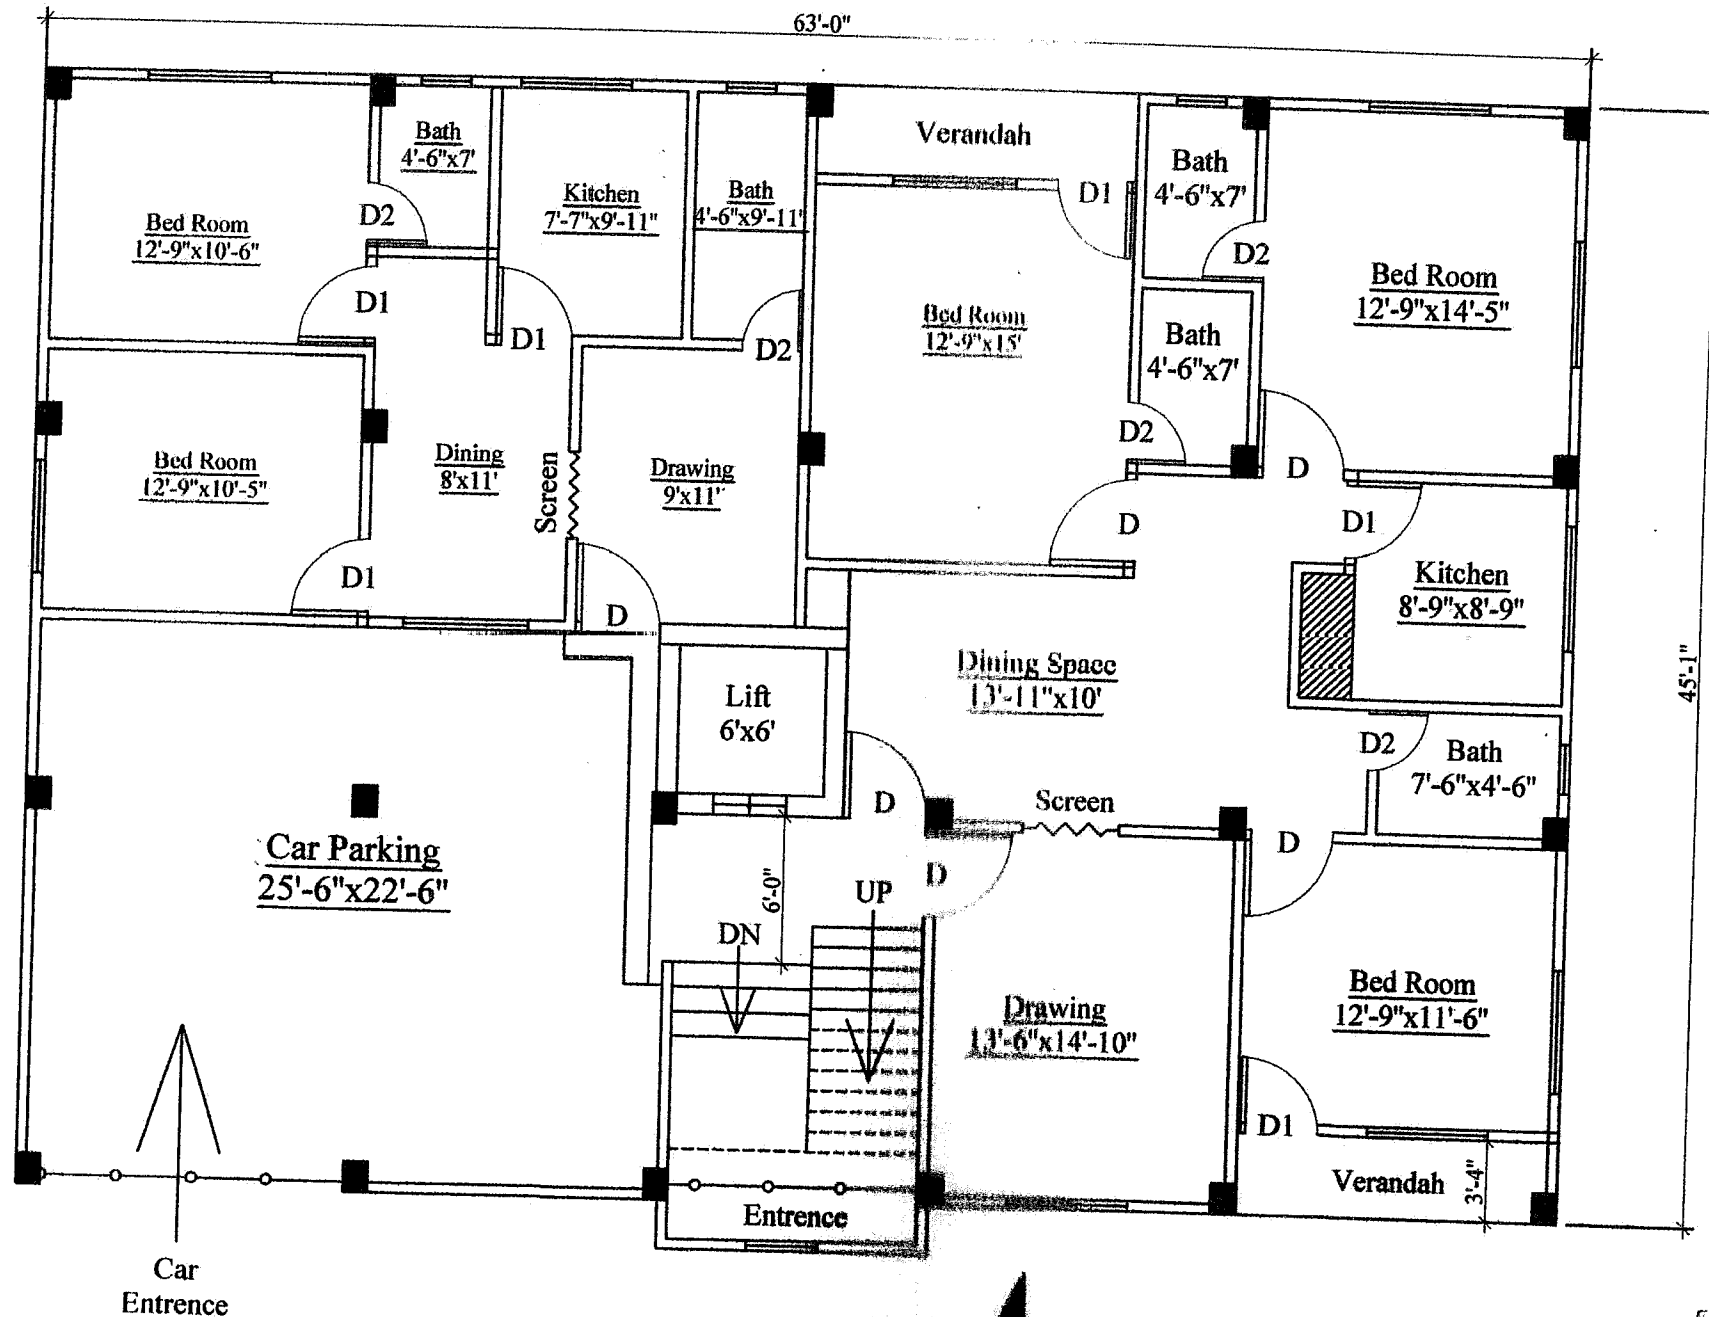 63'-0"
Bed Room
12'-9"x10'-6"
Bath
4'-6"x7'
D2
D1
Kitchen
7'-7"x9'-11"
D1
Bath
4'-6"x9'-11'
D2
Verandah
D1
Bed Room
12'-9"x15'
Bath
4'-6"x7'
D2
Bath
4'-6"x7'
D2
Bed Room
12'-9"x14'-5"
D
D
D1
Bed Room
12'-9"x10'-5"
D1
Dining
8'x11'
Screen
Drawing
9'x11'
D
Kitchen
8'-9"x8'-9"
Dining Space
13'-11"x10'
45'-1"
Lift
6'x6'
D
D2
Bath
7'-6"x4'-6"
Screen
Car Parking
25'-6"x22'-6"
6'-0"
UP
DN
D
D
Drawing
13'-6"x14'-10"
Bed Room
12'-9"x11'-6"
D1
Verandah
3'-4"
Entrence
Car
Entrence